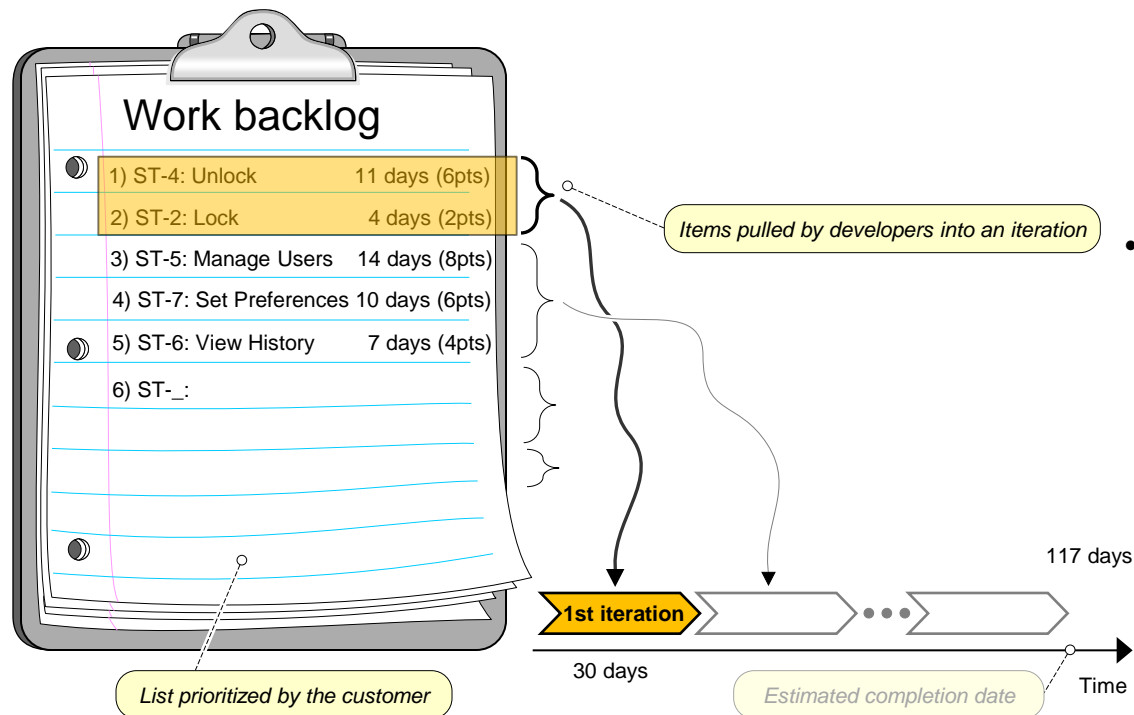 Work backlog
1) ST-4: Unlock 11 days (6pts)
2) ST-2: Lock 4 days (2pts)
3) ST-5: Manage Users 14 days (8pts)
4) ST-7: Set Preferences 10 days (6pts)
5) ST-6: View History 7 days (4pts)
6) ST-_:
Items pulled by developers into an iteration
•
117 days
1st iteration
30 days
Time
List prioritized by the customer
Estimated completion date